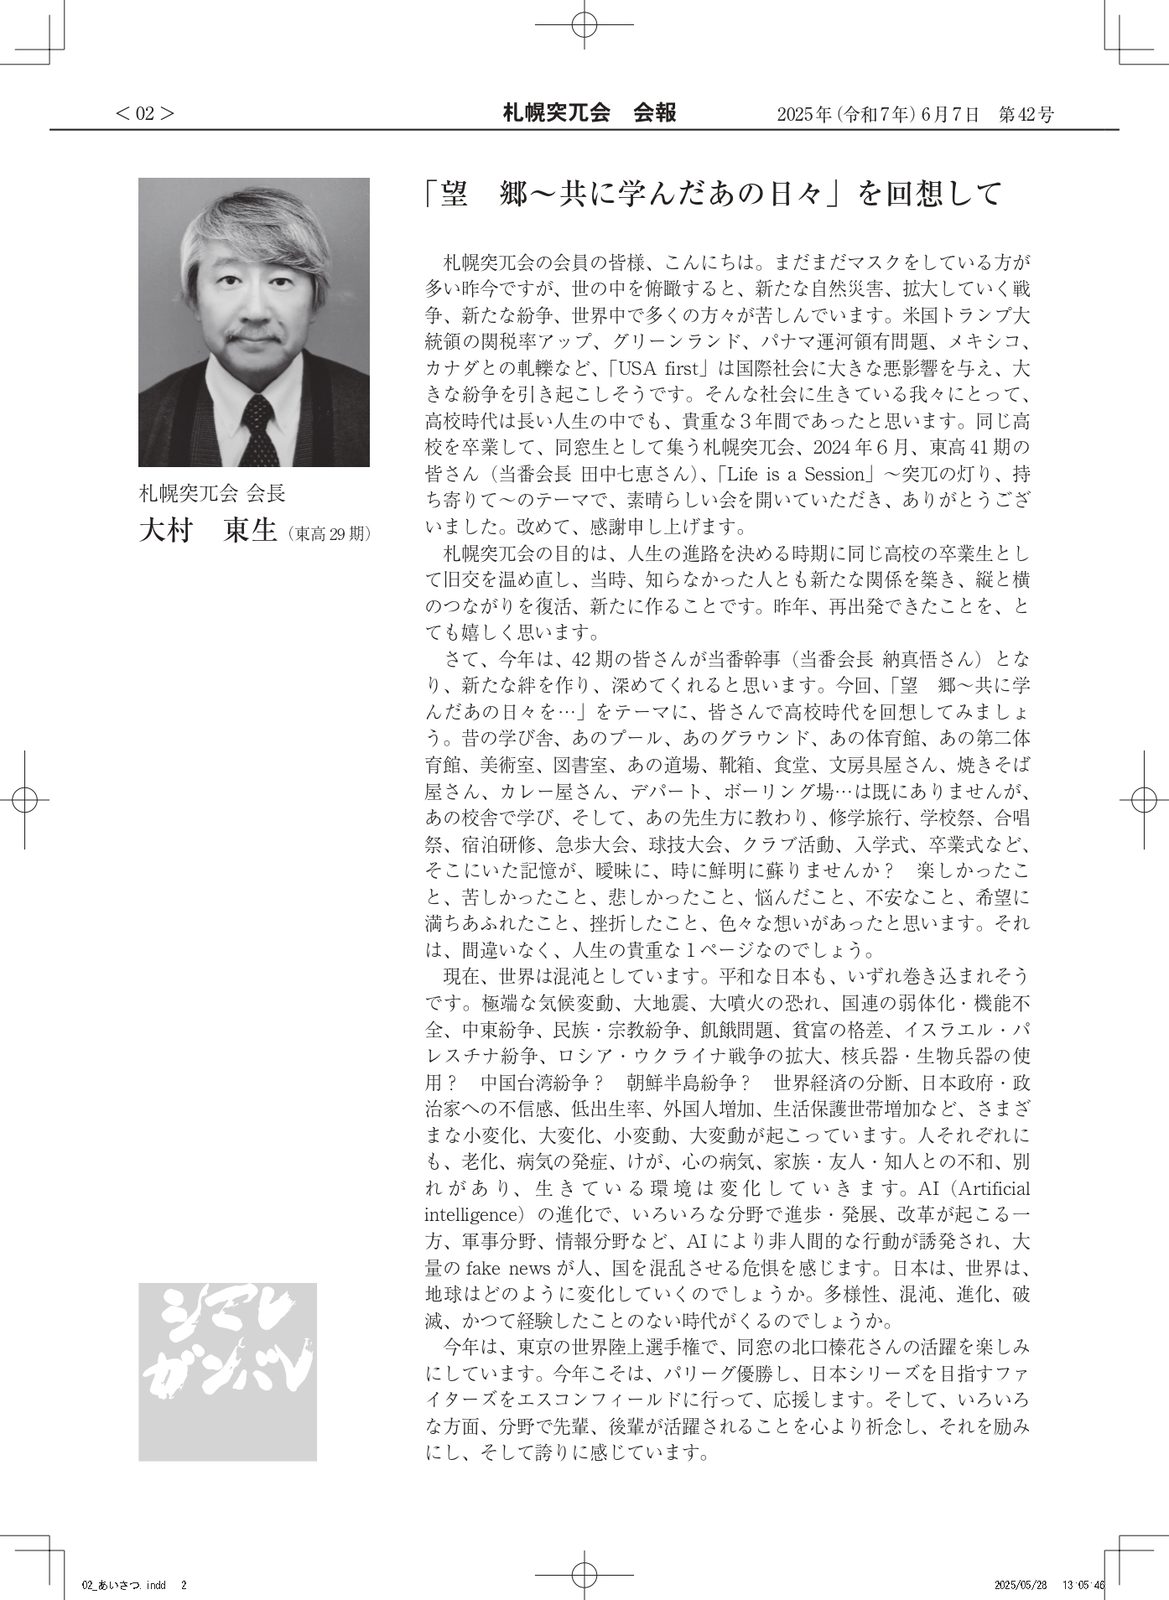 ＜ 02 ＞
札幌突兀会　会報
2025年（令和7年）6月7日　第42号
「望　郷〜共に学んだあの日々」を回想して
札幌突兀会 会長
大村　東生（東高29期）
　札幌突兀会の会員の皆様、こんにちは。まだまだマスクをしている方が
多い昨今ですが、世の中を俯瞰すると、新たな自然災害、拡大していく戦
争、新たな紛争、世界中で多くの方々が苦しんでいます。米国トランプ大
統領の関税率アップ、グリーンランド、パナマ運河領有問題、メキシコ、
カナダとの軋轢など、「USA first」は国際社会に大きな悪影響を与え、大
きな紛争を引き起こしそうです。そんな社会に生きている我々にとって、
高校時代は長い人生の中でも、貴重な３年間であったと思います。同じ高
校を卒業して、同窓生として集う札幌突兀会、2024年６月、東高41期の
皆さん（当番会長 田中七恵さん）、「Life is a Session」〜突兀の灯り、持
ち寄りて〜のテーマで、素晴らしい会を開いていただき、ありがとうござ
いました。改めて、感謝申し上げます。
　札幌突兀会の目的は、人生の進路を決める時期に同じ高校の卒業生とし
て旧交を温め直し、当時、知らなかった人とも新たな関係を築き、縦と横
のつながりを復活、新たに作ることです。昨年、再出発できたことを、と
ても嬉しく思います。
　さて、今年は、42期の皆さんが当番幹事（当番会長 納真悟さん）とな
り、新たな絆を作り、深めてくれると思います。今回、「望　郷〜共に学
んだあの日々を…」をテーマに、皆さんで高校時代を回想してみましょ
う。昔の学び舎、あのプール、あのグラウンド、あの体育館、あの第二体
育館、美術室、図書室、あの道場、靴箱、食堂、文房具屋さん、焼きそば
屋さん、カレー屋さん、デパート、ボーリング場…は既にありませんが、
あの校舎で学び、そして、あの先生方に教わり、修学旅行、学校祭、合唱
祭、宿泊研修、急歩大会、球技大会、クラブ活動、入学式、卒業式など、
そこにいた記憶が、曖昧に、時に鮮明に蘇りませんか？　楽しかったこ
と、苦しかったこと、悲しかったこと、悩んだこと、不安なこと、希望に
満ちあふれたこと、挫折したこと、色々な想いがあったと思います。それ
は、間違いなく、人生の貴重な１ページなのでしょう。
　現在、世界は混沌としています。平和な日本も、いずれ巻き込まれそう
です。極端な気候変動、大地震、大噴火の恐れ、国連の弱体化・機能不
全、中東紛争、民族・宗教紛争、飢餓問題、貧富の格差、イスラエル・パ
レスチナ紛争、ロシア・ウクライナ戦争の拡大、核兵器・生物兵器の使
用？　中国台湾紛争？　朝鮮半島紛争？　世界経済の分断、日本政府・政
治家への不信感、低出生率、外国人増加、生活保護世帯増加など、さまざ
まな小変化、大変化、小変動、大変動が起こっています。人それぞれに
も、老化、病気の発症、けが、心の病気、家族・友人・知人との不和、別
れがあり、生きている環境は変化していきます。AI（Artificial
intelligence）の進化で、いろいろな分野で進歩・発展、改革が起こる一
方、軍事分野、情報分野など、AIにより非人間的な行動が誘発され、大
量のfake newsが人、国を混乱させる危惧を感じます。日本は、世界は、
地球はどのように変化していくのでしょうか。多様性、混沌、進化、破
滅、かつて経験したことのない時代がくるのでしょうか。
　今年は、東京の世界陸上選手権で、同窓の北口榛花さんの活躍を楽しみ
にしています。今年こそは、パリーグ優勝し、日本シリーズを目指すファ
イターズをエスコンフィールドに行って、応援します。そして、いろいろ
な方面、分野で先輩、後輩が活躍されることを心より祈念し、それを励み
にし、そして誇りに感じています。
シマレ
ガンバレ
02_あいさつ.indd　2
2025/05/28　13:05:46